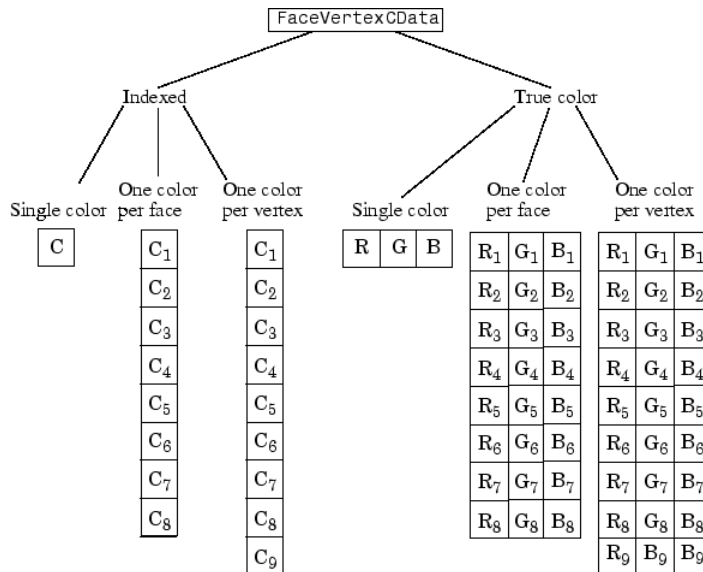 FaceVertexCData
Indexed True color
Single color One color per face One color per vertex Single color One color per face One color per vertex
C C1 C1 R G B R1 G1 B1 R1 G1 B1
C2 C2 R2 G2 B2 R2 G2 B2
C3 C3 R3 G3 B3 R3 G3 B3
C4 C4 R4 G4 B4 R4 G4 B4
C5 C5 R5 G5 B5 R5 G5 B5
C6 C6 R6 G6 B6 R6 G6 B6
C7 C7 R7 G7 B7 R7 G7 B7
C8 C8 R8 G8 B8 R8 G8 B8
C9 R9 B9 B9